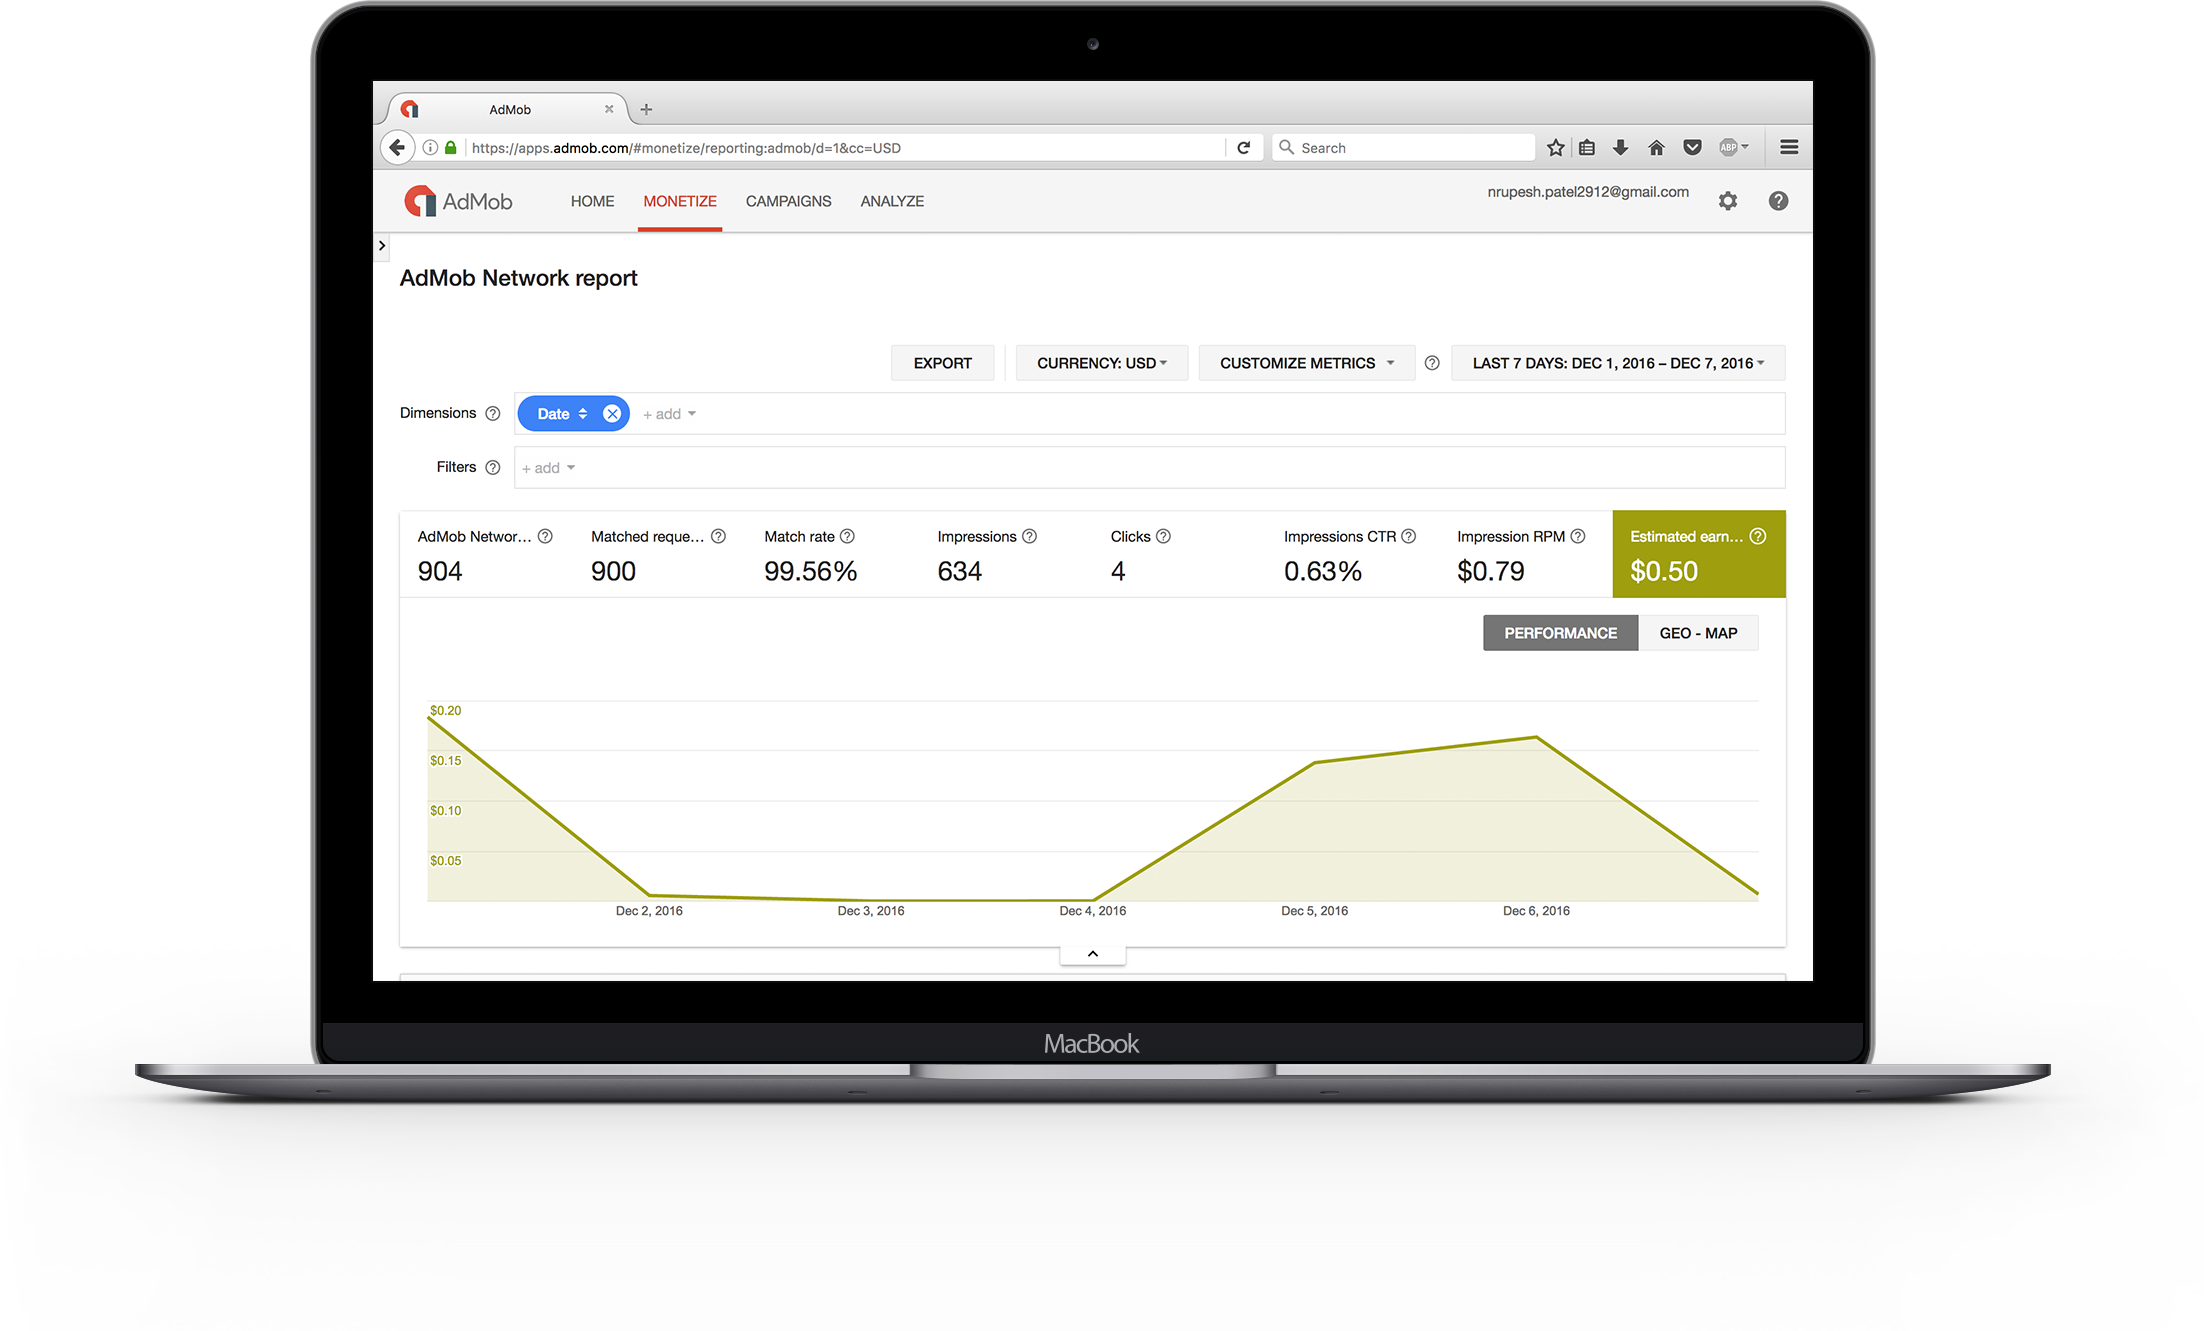 AdMob
https://apps.admob.com/#monetize/reporting:admob/d=1&cc=USD
Search
ABP
AdMob
HOME
MONETIZE
CAMPAIGNS
ANALYZE
nrupesh.patel2912@gmail.com
AdMob Network report
EXPORT
CURRENCY: USD
CUSTOMIZE METRICS
LAST 7 DAYS: DEC 1, 2016 – DEC 7, 2016
Dimensions
Date
+ add
Filters
+ add
AdMob Networ...
Matched reque...
Match rate
Impressions
Clicks
Impressions CTR
Impression RPM
Estimated earn...
904
900
99.56%
634
4
0.63%
$0.79
$0.50
PERFORMANCE
GEO - MAP
$0.20
$0.15
$0.10
$0.05
Dec 2, 2016
Dec 3, 2016
Dec 4, 2016
Dec 5, 2016
Dec 6, 2016
MacBook